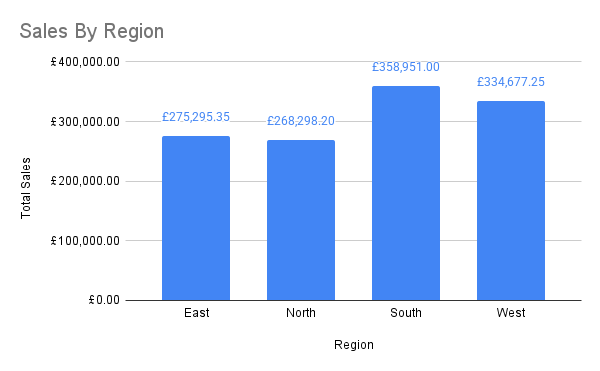 Sales By Region
Total Sales
£400,000.00
£300,000.00
£200,000.00
£100,000.00
£0.00
£275,295.35
£268,298.20
£358,951.00
£334,677.25
East
North
South
West
Region